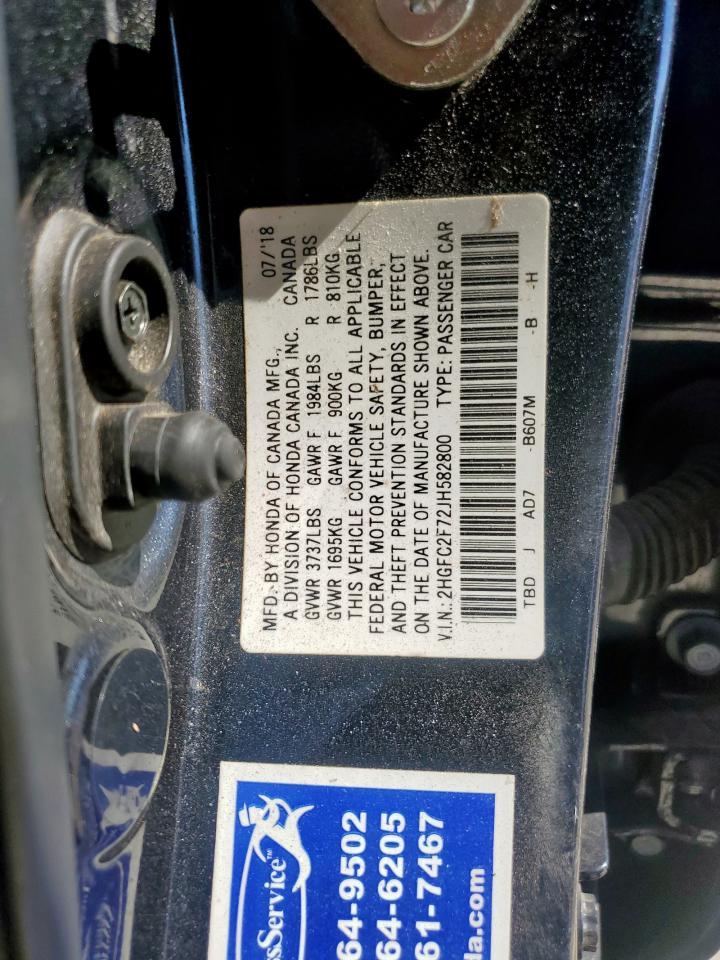 MFD. BY HONDA OF CANADA MFG., 07/'18
A DIVISION OF HONDA CANADA INC. CANADA
GVWR 3737LBS GAWR F 1984LBS R 1786LBS
GVWR 1695KG GAWR F 900KG R 810KG
THIS VEHICLE CONFORMS TO ALL APPLICABLE
FEDERAL MOTOR VEHICLE SAFETY, BUMPER,
AND THEFT PREVENTION STANDARDS IN EFFECT
ON THE DATE OF MANUFACTURE SHOWN ABOVE.
V.I.N.: 2HGFC2F72JH582800 TYPE: PASSENGER CAR
TBD J AD7 -B607M -B -H
ssService™
64-9502
64-6205
61-7467
da.com